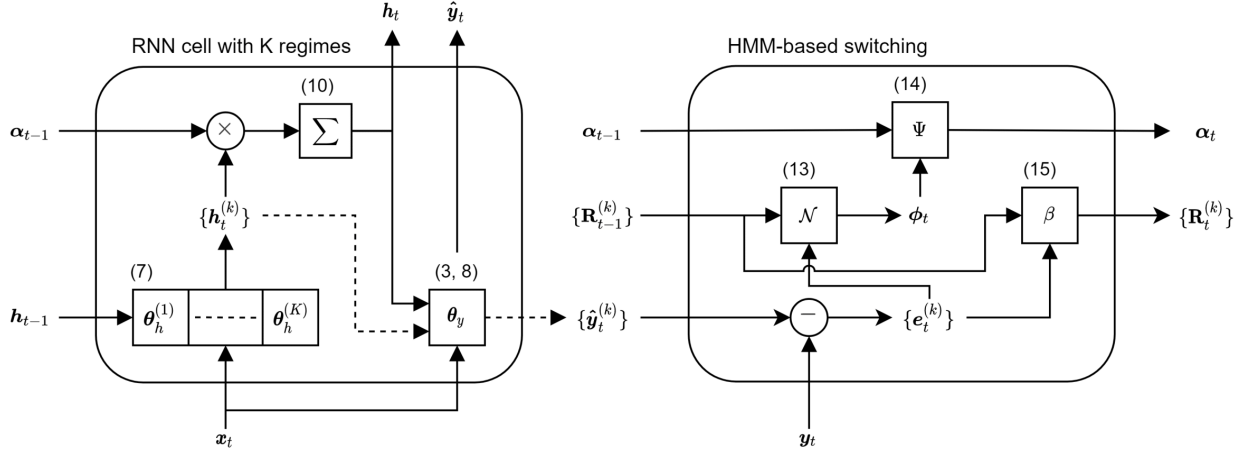 h_t
ŷ_t
RNN cell with K regimes
(10)
α_{t−1}
×
∑
{h_t^{(k)}}
(7)
(3, 8)
h_{t−1}
θ_h^{(1)}
θ_h^{(K)}
θ_y
{ŷ_t^{(k)}}
x_t
HMM-based switching
(14)
α_{t−1}
Ψ
α_t
(13)
(15)
{R_{t−1}^{(k)}}
𝒩
ϕ_t
β
{R_t^{(k)}}
−
{e_t^{(k)}}
y_t